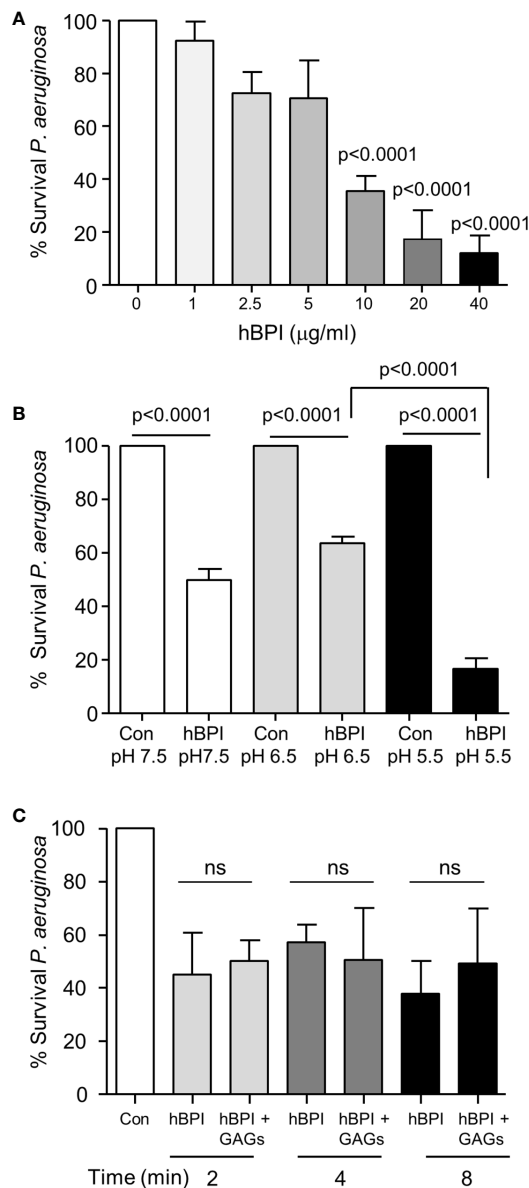 A
% Survival P. aeruginosa
100
80
60
40
20
0
p<0.0001
p<0.0001
p<0.0001
0 1 2.5 5 10 20 40
hBPI (μg/ml)
B
% Survival P. aeruginosa
p<0.0001
p<0.0001 p<0.0001 p<0.0001
100
80
60
40
20
0
Con hBPI Con hBPI Con hBPI
pH 7.5 pH7.5 pH 6.5 pH 6.5 pH 5.5 pH 5.5
C
% Survival P. aeruginosa
100
80
60
40
20
0
ns ns ns
Con hBPI hBPI + hBPI hBPI + hBPI hBPI +
GAGs GAGs GAGs
Time (min) 2 4 8